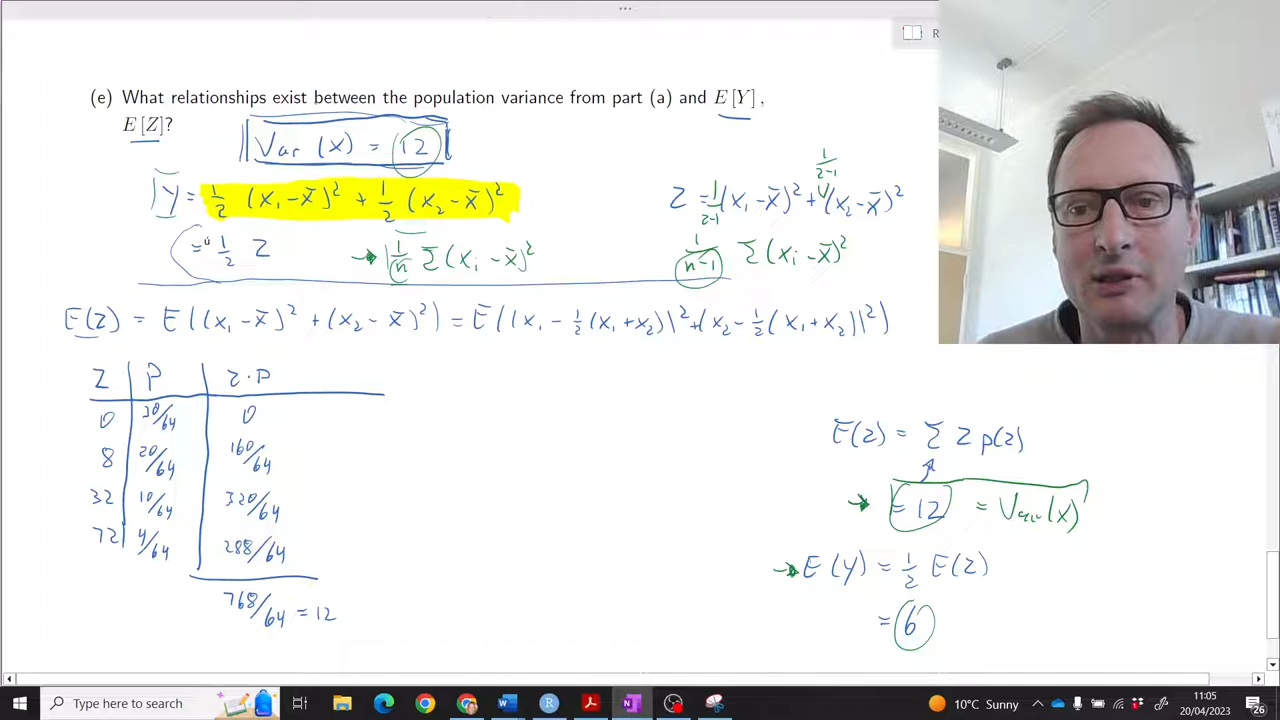 R
(e) What relationships exist between the population variance from part (a) and E [Y] ,
E [Z]?
Var (X) = 12
Y = 1/2 (x₁-x̄)² + 1/2 (x₂-x̄)²
Z = 1/2-1 (x₁-x̄)² + 1/2-1 (x₂-x̄)²
= 1/2 Z
→ 1/n Σ(xᵢ -x̄)²
1/n-1 Σ(xᵢ-x̄)²
E(Z) = E((x₁-x̄)² + (x₂-x̄)²) = E((x₁ - 1/2(x₁+x₂))²+(x₂-1/2(x₁+x₂))²)
Z P Z·P
0 30/64 0
8 20/64 160/64
32 10/64 320/64
72 4/64 288/64
768/64 = 12
E(Z) = Σ Z p(z)
→ = 12 = Var(X)
→ E(Y) = 1/2 E(Z)
= 6
Type here to search
10°C Sunny
11:05
20/04/2023
26